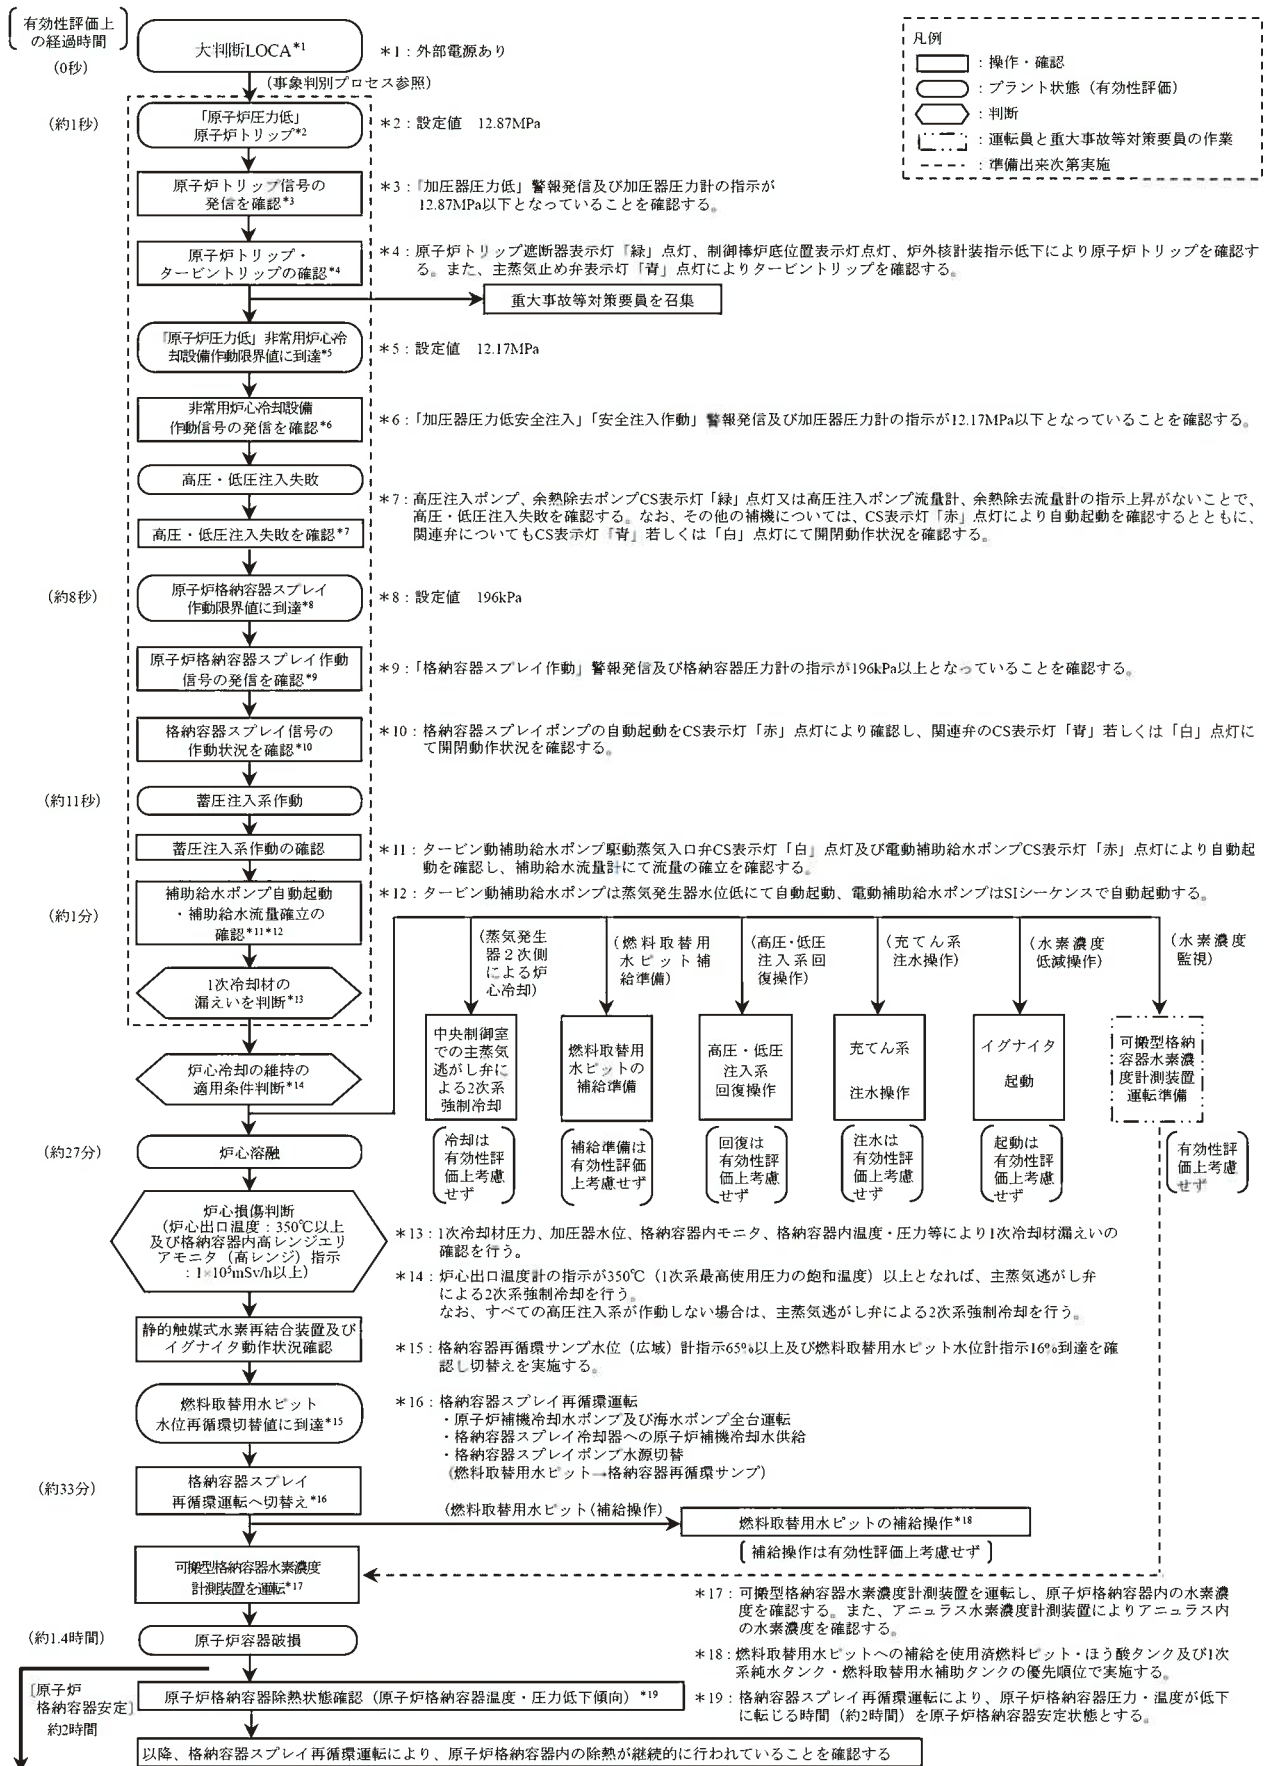 有効性評価上
の経過時間
(0秒)
大判断LOCA*1
*1：外部電源あり
(事象判別プロセス参照)
凡例
：操作・確認
：プラント状態（有効性評価）
：判断
：運転員と重大事故等対策要員の作業
：準備出来次第実施
(約1秒)
「原子炉圧力低」
原子炉トリップ*2
*2：設定値　12.87MPa
原子炉トリップ信号の
発信を確認*3
*3：「加圧器圧力低」警報発信及び加圧器圧力計の指示が
12.87MPa以下となっていることを確認する。
原子炉トリップ・
タービントリップの確認*4
*4：原子炉トリップ遮断器表示灯「緑」点灯、制御棒炉底位置表示灯点灯、炉外核計装指示低下により原子炉トリップを確認す
る。また、主蒸気止め弁表示灯「青」点灯によりタービントリップを確認する。
重大事故等対策要員を召集
「原子炉圧力低」非常用炉心冷
却設備作動限界値に到達*5
*5：設定値　12.17MPa
非常用炉心冷却設備
作動信号の発信を確認*6
*6：「加圧器圧力低安全注入」「安全注入作動」警報発信及び加圧器圧力計の指示が12.17MPa以下となっていることを確認する。
高圧・低圧注入失敗
高圧・低圧注入失敗を確認*7
*7：高圧注入ポンプ、余熱除去ポンプCS表示灯「緑」点灯又は高圧注入ポンプ流量計、余熱除去流量計の指示上昇がないことで、
高圧・低圧注入失敗を確認する。なお、その他の補機については、CS表示灯「赤」点灯により自動起動を確認するとともに、
関連弁についてもCS表示灯「青」若しくは「白」点灯にて開閉動作状況を確認する。
(約8秒)
原子炉格納容器スプレイ
作動限界値に到達*8
*8：設定値　196kPa
原子炉格納容器スプレイ作動
信号の発信を確認*9
*9：「格納容器スプレイ作動」警報発信及び格納容器圧力計の指示が196kPa以上となっていることを確認する。
格納容器スプレイ信号の
作動状況を確認*10
*10：格納容器スプレイポンプの自動起動をCS表示灯「赤」点灯により確認し、関連弁のCS表示灯「青」若しくは「白」点灯に
て開閉動作状況を確認する。
(約11秒)
蓄圧注入系作動
蓄圧注入系作動の確認
*11：タービン動補助給水ポンプ駆動蒸気入口弁CS表示灯「白」点灯及び電動補助給水ポンプCS表示灯「赤」点灯により自動起
動を確認し、補助給水流量計にて流量の確立を確認する。
*12：タービン動補助給水ポンプは蒸気発生器水位低にて自動起動、電動補助給水ポンプはSIシーケンスで自動起動する。
(約1分)
補助給水ポンプ自動起動
・補助給水流量確立の
確認*11*12
1次冷却材の
漏えいを判断*13
炉心冷却の維持の
適用条件判断*14
(蒸気発生
器２次側
による炉
心冷却)
(燃料取替用
水ピット補
給準備)
(高圧・低圧
注入系回
復操作)
(充てん系
注水操作)
(水素濃度
低減操作)
(水素濃度
監視)
中央制御室
での主蒸気
逃がし弁に
よる2次系
強制冷却
燃料取替用
水ピットの
補給準備
高圧・低圧
注入系
回復操作
充てん系
注水操作
イグナイタ
起動
可搬型格納
容器水素濃
度計測装置
運転準備
冷却は
有効性評
価上考慮
せず
補給準備は
有効性評価
上考慮せず
回復は
有効性評
価上考慮
せず
注水は
有効性評
価上考慮
せず
起動は
有効性評
価上考慮
せず
有効性評
価上考慮
せず
(約27分)
炉心溶融
炉心損傷判断
（炉心出口温度：350℃以上
及び格納容器内高レンジエリ
アモニタ（高レンジ）指示
：1×10⁵mSv/h以上）
*13：1次冷却材圧力、加圧器水位、格納容器内モニタ、格納容器内温度・圧力等により1次冷却材漏えいの
確認を行う。
*14：炉心出口温度計の指示が350℃（1次系最高使用圧力の飽和温度）以上となれば、主蒸気逃がし弁
による2次系強制冷却を行う。
なお、すべての高圧注入系が作動しない場合は、主蒸気逃がし弁による2次系強制冷却を行う。
静的触媒式水素再結合装置及び
イグナイタ動作状況確認
*15：格納容器再循環サンプ水位（広域）計指示65%以上及び燃料取替用水ピット水位計指示16%到達を確
認し切替えを実施する。
燃料取替用水ピット
水位再循環切替値に到達*15
*16：格納容器スプレイ再循環運転
・原子炉補機冷却水ポンプ及び海水ポンプ全台運転
・格納容器スプレイ冷却器への原子炉補機冷却水供給
・格納容器スプレイポンプ水源切替
（燃料取替用水ピット→格納容器再循環サンプ）
(約33分)
格納容器スプレイ
再循環運転へ切替え*16
(燃料取替用水ピット(補給操作)
燃料取替用水ピットの補給操作*18
補給操作は有効性評価上考慮せず
可搬型格納容器水素濃度
計測装置を運転*17
*17：可搬型格納容器水素濃度計測装置を運転し、原子炉格納容器内の水素濃
度を確認する。また、アニュラス水素濃度計測装置によりアニュラス内
の水素濃度を確認する。
(約1.4時間)
原子炉容器破損
*18：燃料取替用水ピットへの補給を使用済燃料ピット・ほう酸タンク及び1次
系純水タンク・燃料取替用水補助タンクの優先順位で実施する。
〔原子炉
格納容器安定〕
約2時間
原子炉格納容器除熱状態確認（原子炉格納容器温度・圧力低下傾向）*19
*19：格納容器スプレイ再循環運転により、原子炉格納容器圧力・温度が低下
に転じる時間（約2時間）を原子炉格納容器安定状態とする。
以降、格納容器スプレイ再循環運転により、原子炉格納容器内の除熱が継続的に行われていることを確認する